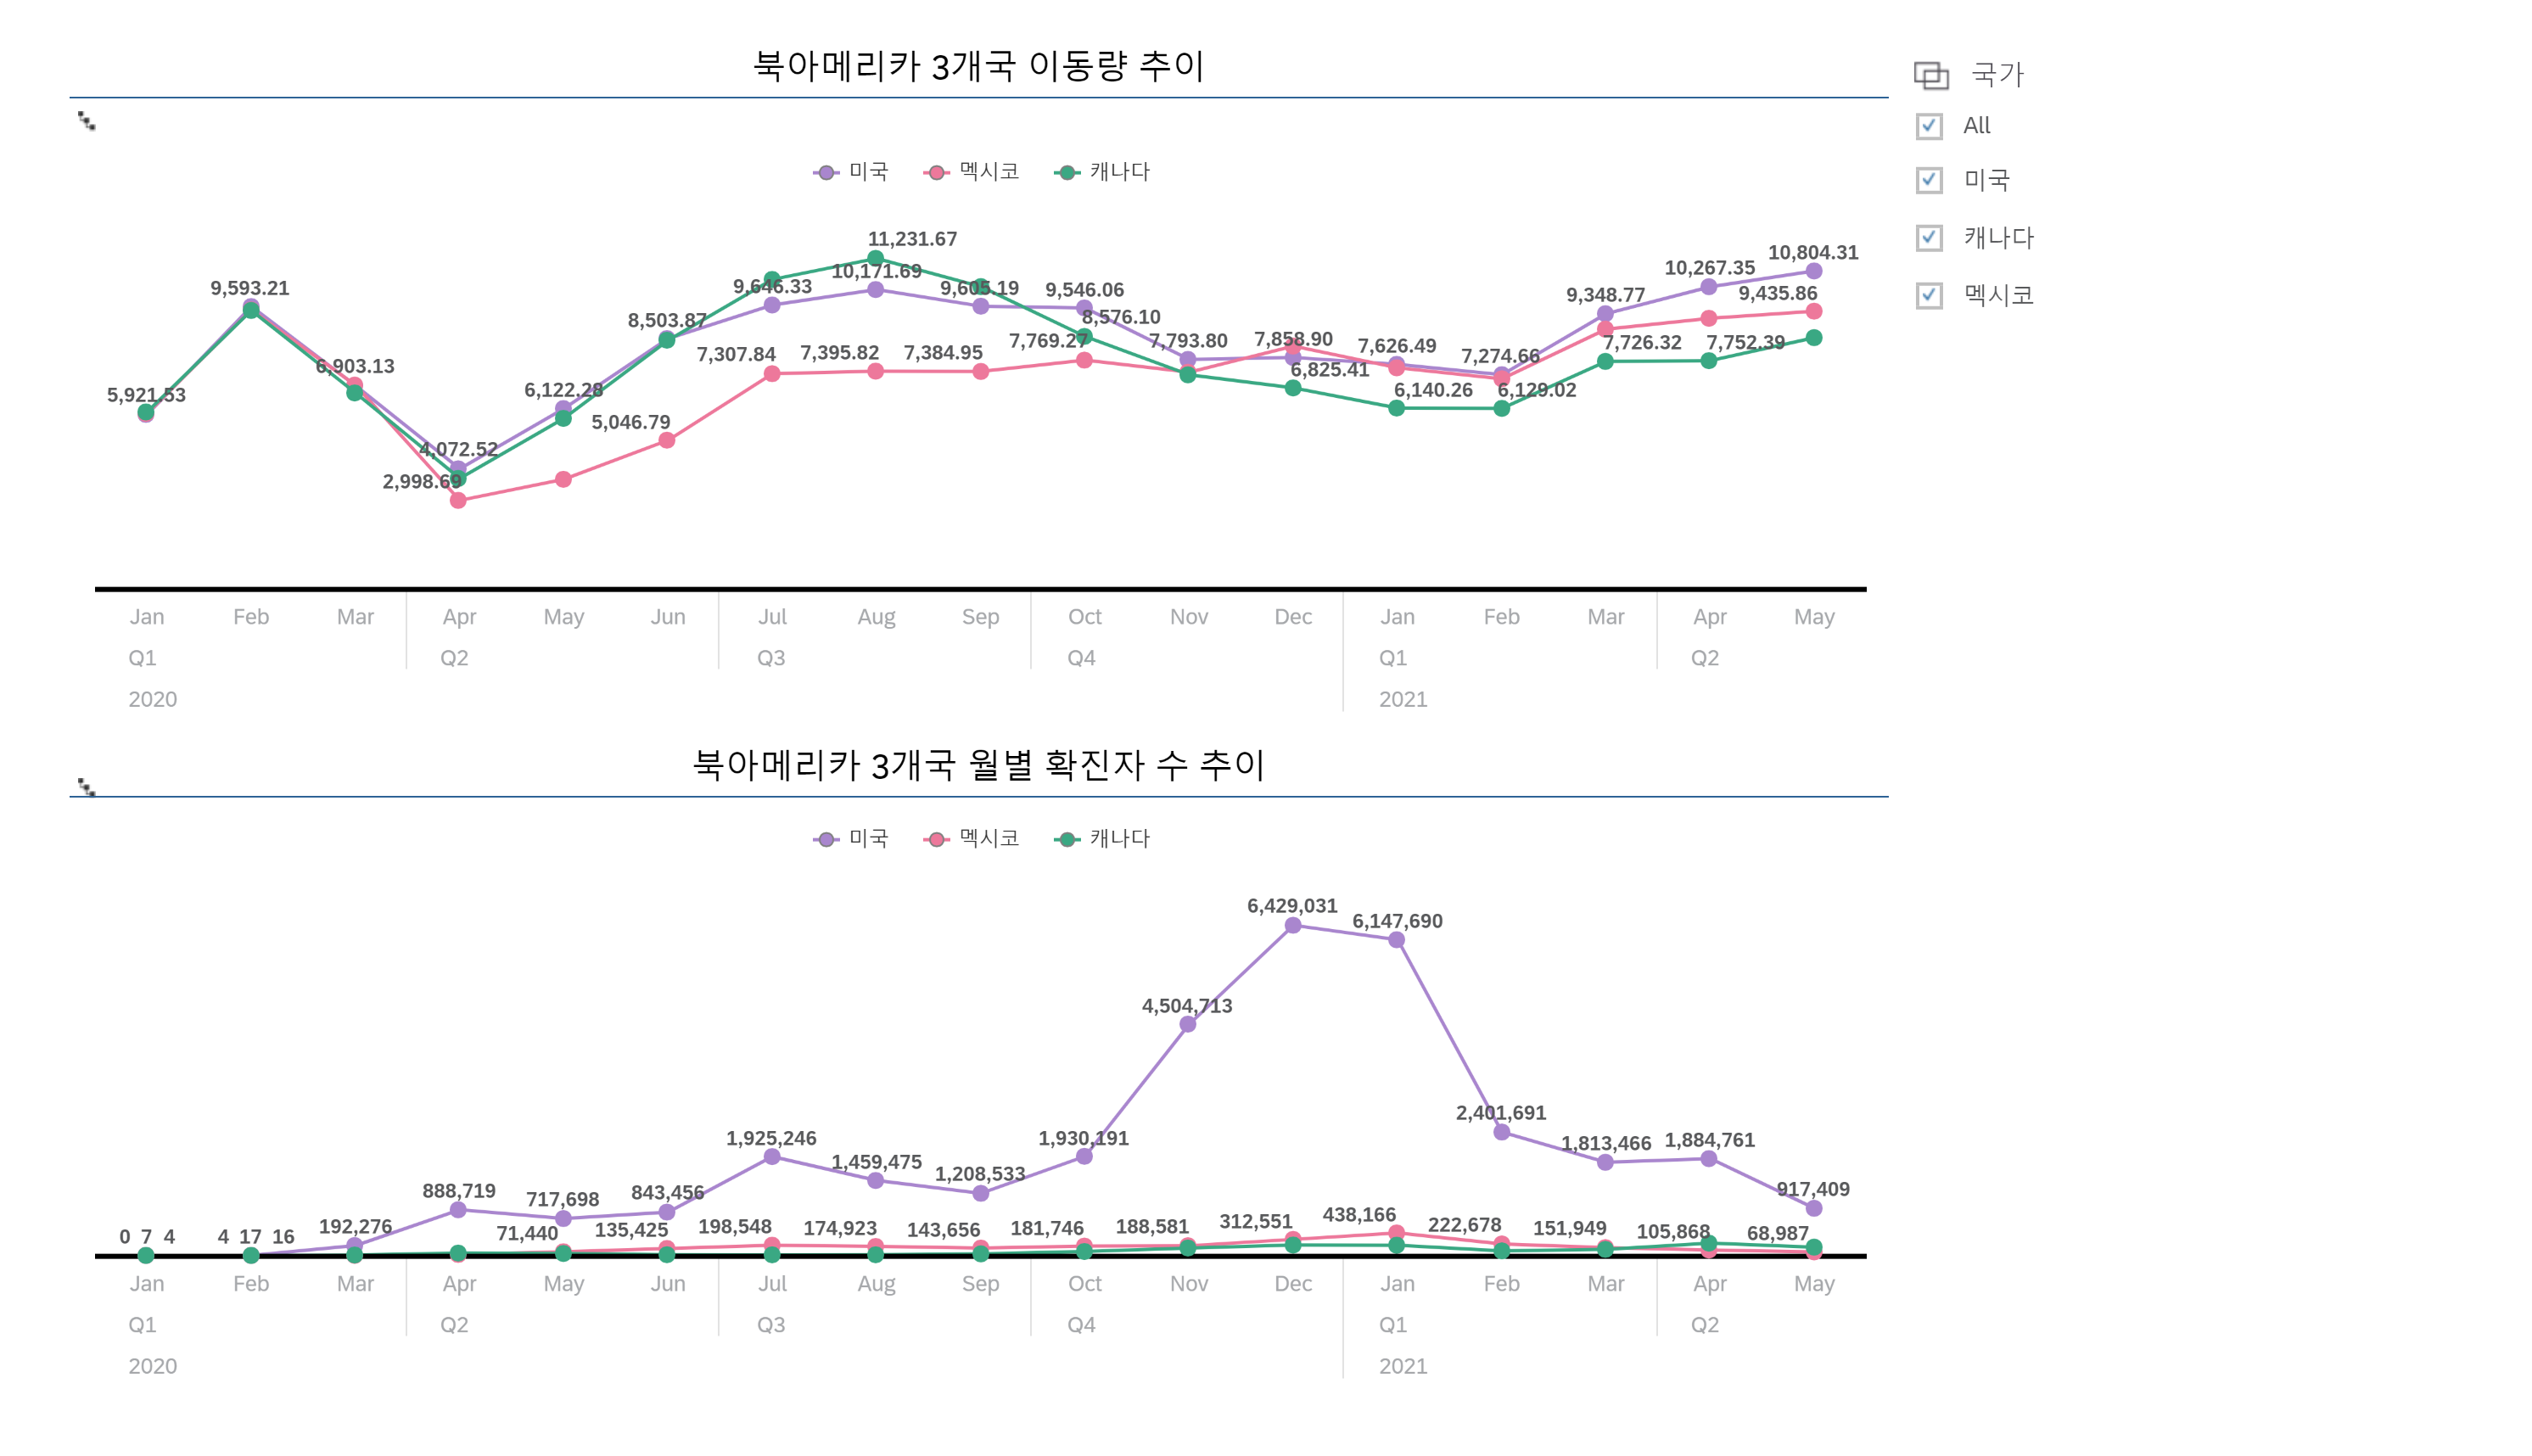 북아메리카 3개국 이동량 추이
국가
All
미국
캐나다
멕시코
미국 멕시코 캐나다
11,231.67
10,804.31
10,267.35
10,171.69
9,593.21 9,646.33 9,605.19 9,546.06 9,348.77 9,435.86
8,503.87 8,576.10
7,769.27 7,793.80 7,858.90 7,626.49 7,726.32 7,752.39
7,307.84 7,395.82 7,384.95 7,274.66
6,903.13 6,825.41
5,921.53 6,122.28 6,140.26 6,129.02
5,046.79
4,072.52
2,998.69
Jan Feb Mar Apr May Jun Jul Aug Sep Oct Nov Dec Jan Feb Mar Apr May
Q1 Q2 Q3 Q4 Q1 Q2
2020 2021
북아메리카 3개국 월별 확진자 수 추이
미국 멕시코 캐나다
6,429,031 6,147,690
4,504,713
2,401,691
1,925,246 1,930,191 1,813,466 1,884,761
1,459,475 1,208,533
888,719 717,698 843,456 917,409
0 7 4 4 17 16 192,276 71,440 135,425 198,548 174,923 143,656 181,746 188,581 312,551 438,166 222,678 151,949 105,868 68,987
Jan Feb Mar Apr May Jun Jul Aug Sep Oct Nov Dec Jan Feb Mar Apr May
Q1 Q2 Q3 Q4 Q1 Q2
2020 2021